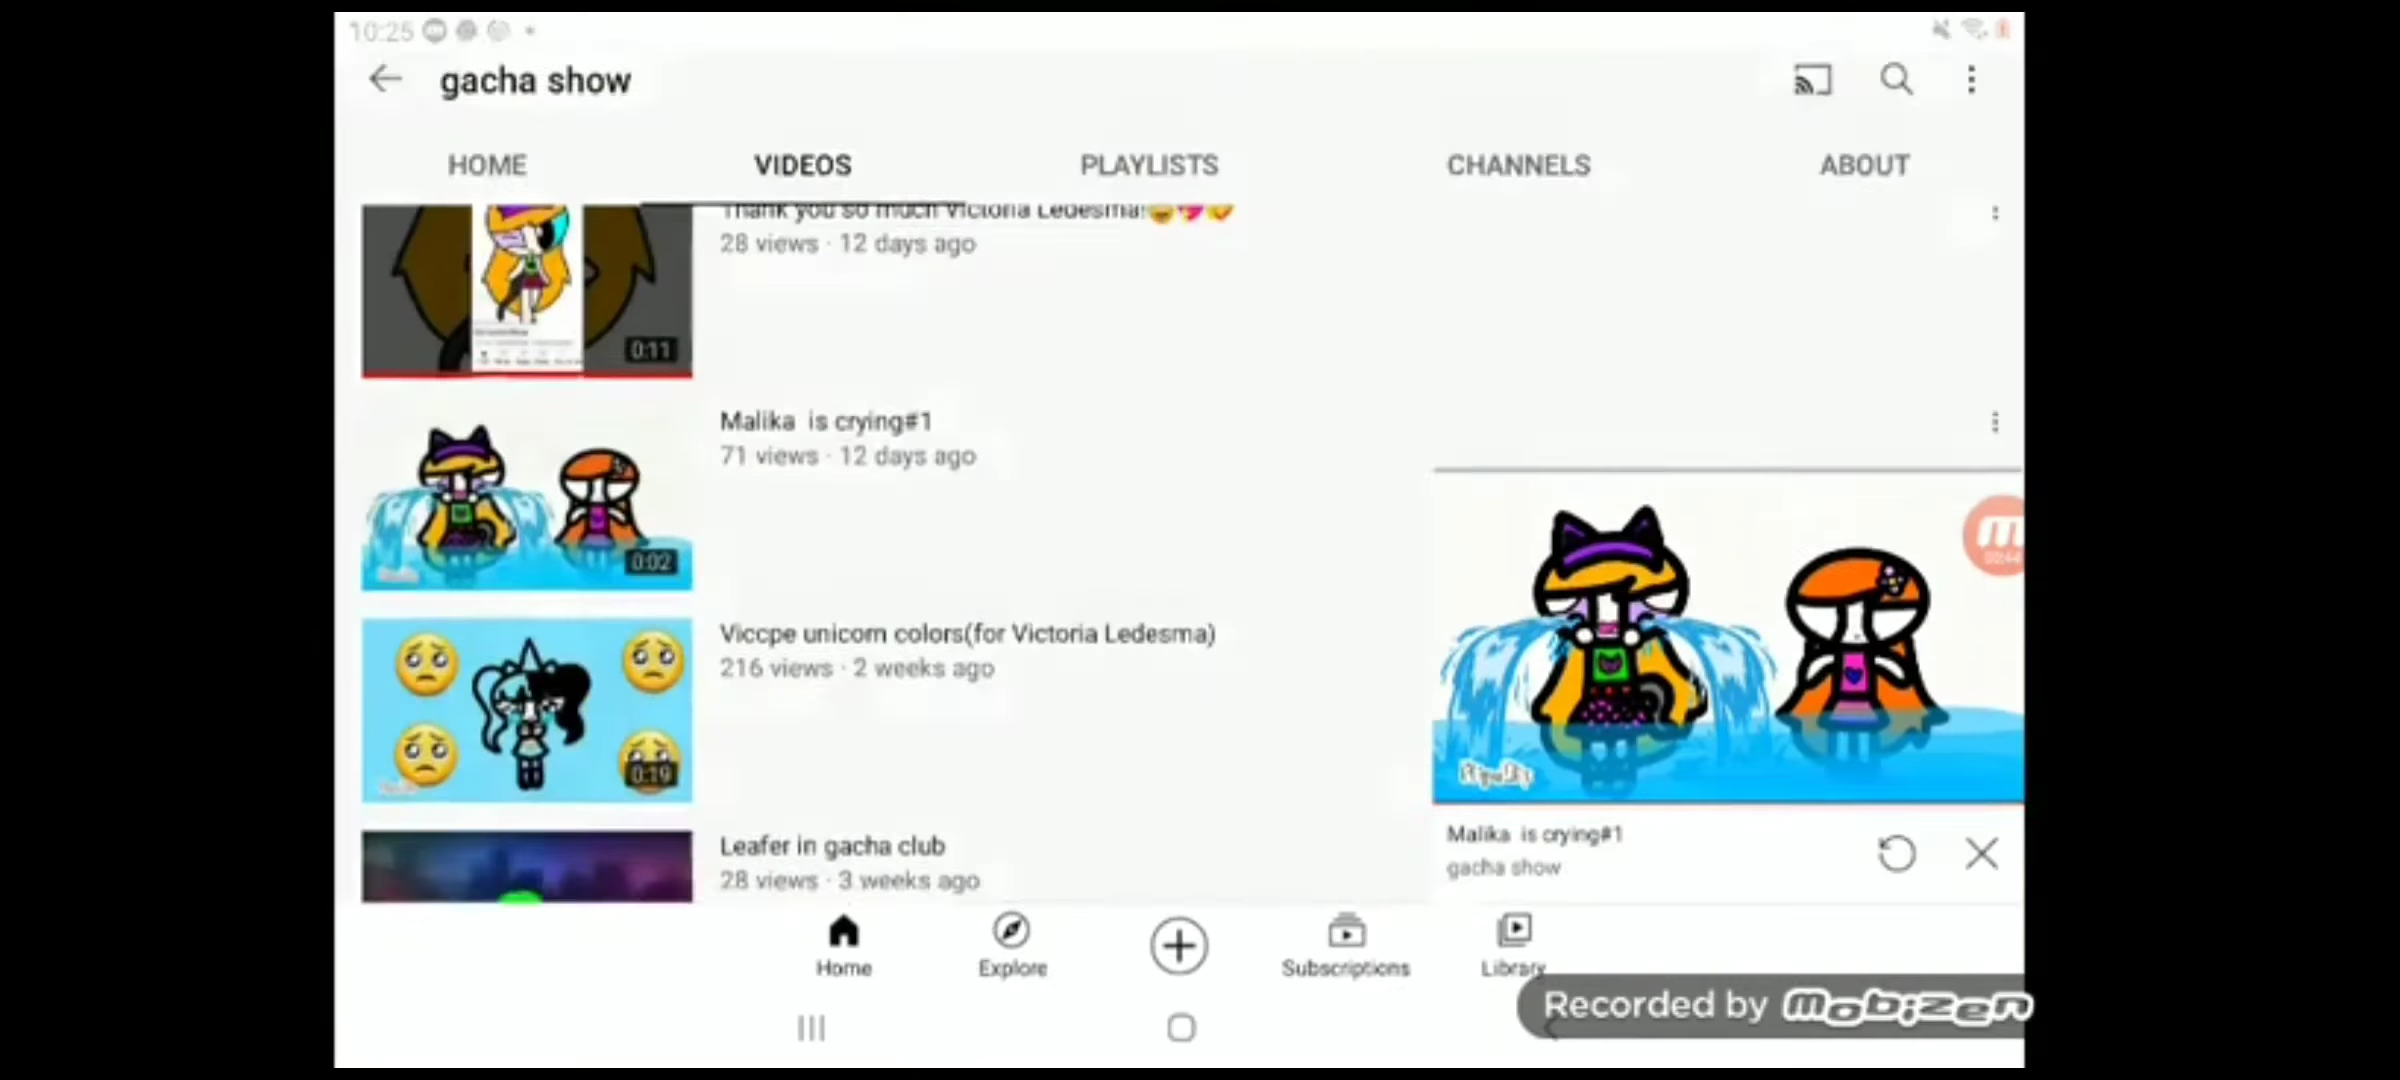 10:25
gacha show
HOME VIDEOS PLAYLISTS CHANNELS ABOUT
Thank you so much Victoria Ledesma!😄💖😍
28 views · 12 days ago
0:11
Malika is crying#1
71 views · 12 days ago
0:02
Viccpe unicorn colors(for Victoria Ledesma)
216 views · 2 weeks ago
0:19
Leafer in gacha club
28 views · 3 weeks ago
Malika is crying#1
gacha show
Home Explore Subscriptions Library
Recorded by mobizen